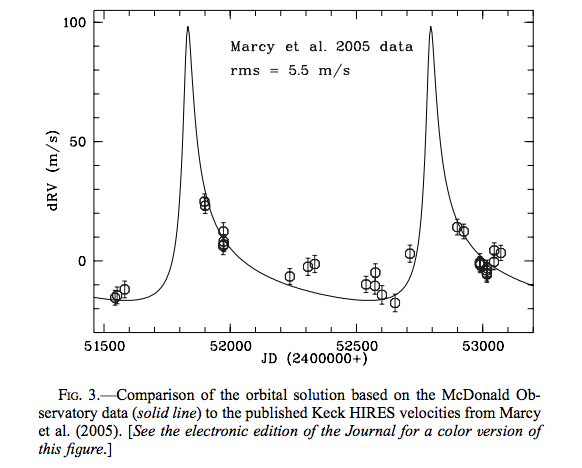 100
Marcy et al. 2005 data
rms = 5.5 m/s
50
dRV (m/s)
0
51500 52000 52500 53000
JD (2400000+)
FIG. 3.—Comparison of the orbital solution based on the McDonald Ob-
servatory data (solid line) to the published Keck HIRES velocities from Marcy
et al. (2005). [See the electronic edition of the Journal for a color version of
this figure.]